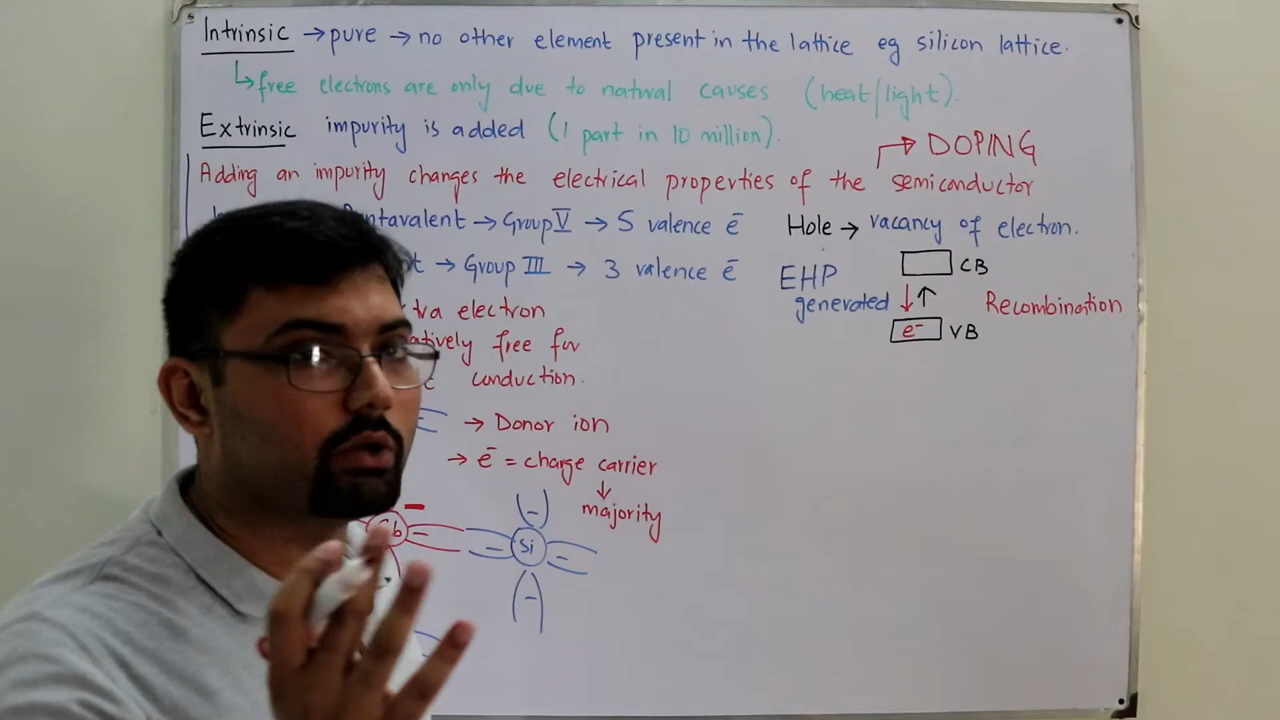 Intrinsic → pure → no other element present in the lattice eg silicon lattice.
↳ free electrons are only due to natural causes (heat/light).
Extrinsic impurity is added (1 part in 10 million).
→ DOPING
Adding an impurity changes the electrical properties of the semiconductor
→ Group V → 5 valence e̅
→ Group III → 3 valence e̅
electron
free for
conduction.
→ Donor ion
→ e̅ = charge carrier
↓
majority
-
-
Si
-
-
-
-
Hole → vacancy of electron.
EHP
generated
CB
↓↑
Recombination
e⁻
VB